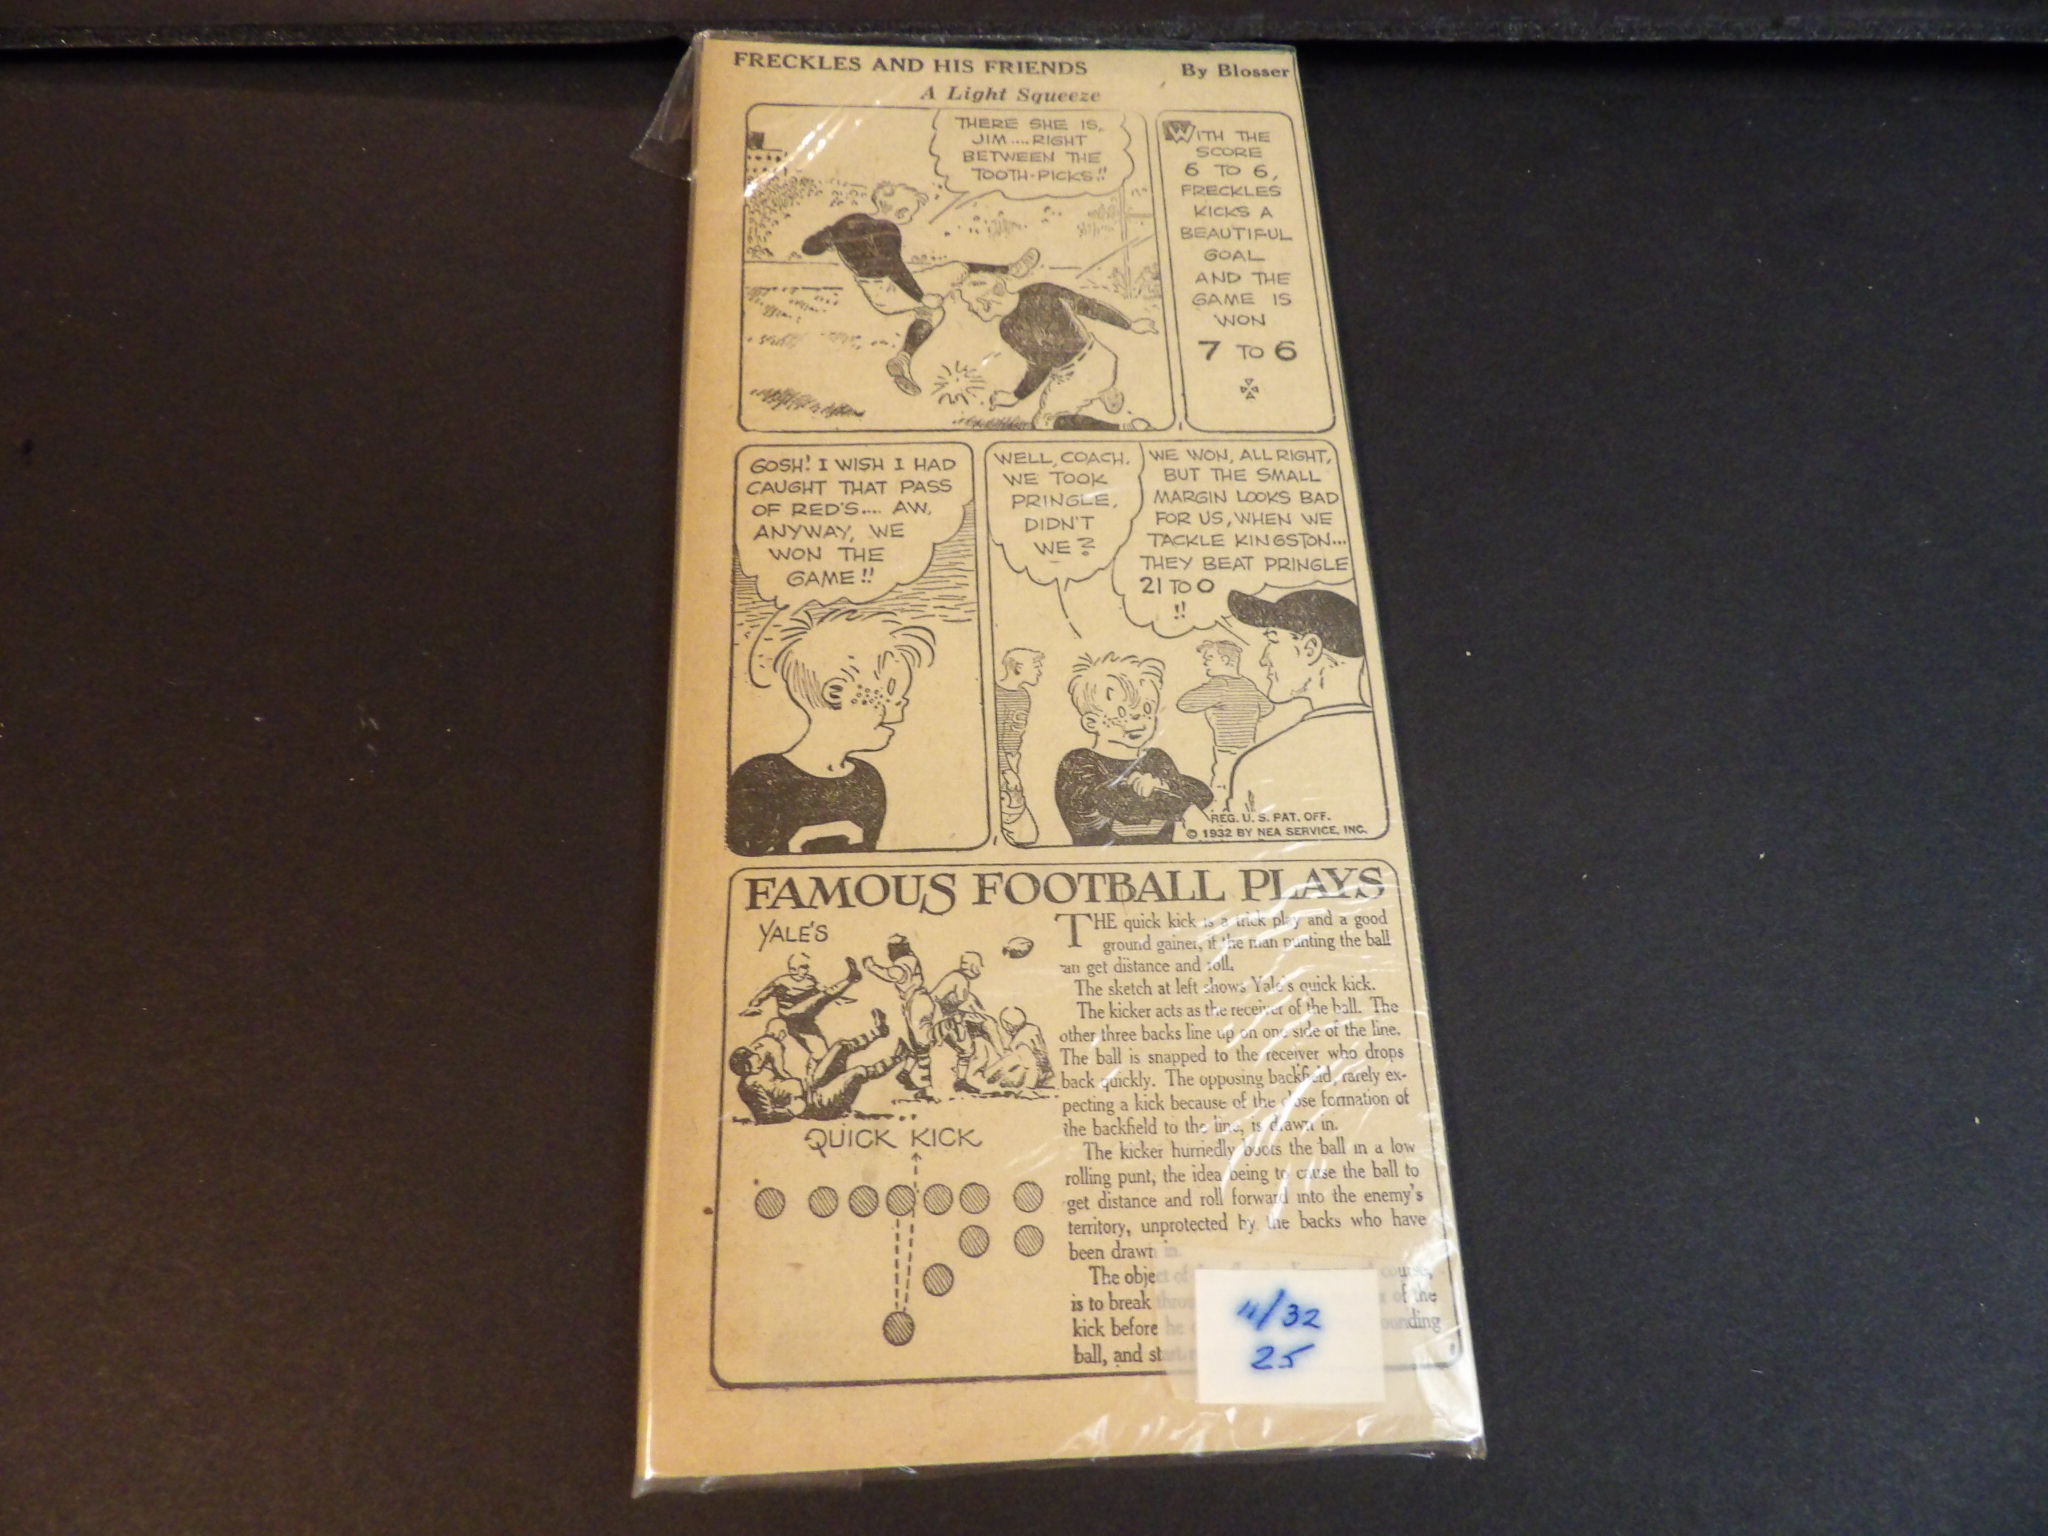 FRECKLES AND HIS FRIENDS By Blosser
A Light Squeeze
THERE SHE IS,
JIM.... RIGHT
BETWEEN THE
TOOTH-PICKS!!
WITH THE
SCORE
6 TO 6,
FRECKLES
KICKS A
BEAUTIFUL
GOAL
AND THE
GAME IS
WON
7 TO 6
GOSH! I WISH I HAD
CAUGHT THAT PASS
OF RED'S.... AW,
ANYWAY, WE
WON THE
GAME!!
WELL, COACH,
WE TOOK
PRINGLE,
DIDN'T
WE?
WE WON, ALL RIGHT,
BUT THE SMALL
MARGIN LOOKS BAD
FOR US, WHEN WE
TACKLE KINGSTON...
THEY BEAT PRINGLE
21 TO 0
!!
REG. U. S. PAT. OFF.
© 1932 BY NEA SERVICE, INC.
FAMOUS FOOTBALL PLAYS
YALE'S
QUICK KICK
THE quick kick is a trick play and a good
ground gainer, if the man punting the ball
an get distance and roll.
The sketch at left shows Yale's quick kick.
The kicker acts as the receiver of the ball. The
other three backs line up on one side of the line.
The ball is snapped to the receiver who drops
back quickly. The opposing backfield, rarely ex-
pecting a kick because of the close formation of
the backfield to the line, is drawn in.
The kicker hurriedly boots the ball in a low
rolling punt, the idea being to cause the ball to
get distance and roll forward into the enemy's
territory, unprotected by the backs who have
been drawn in.
The object of course,
is to break of the
kick before he ounding
ball, and
11/32
25